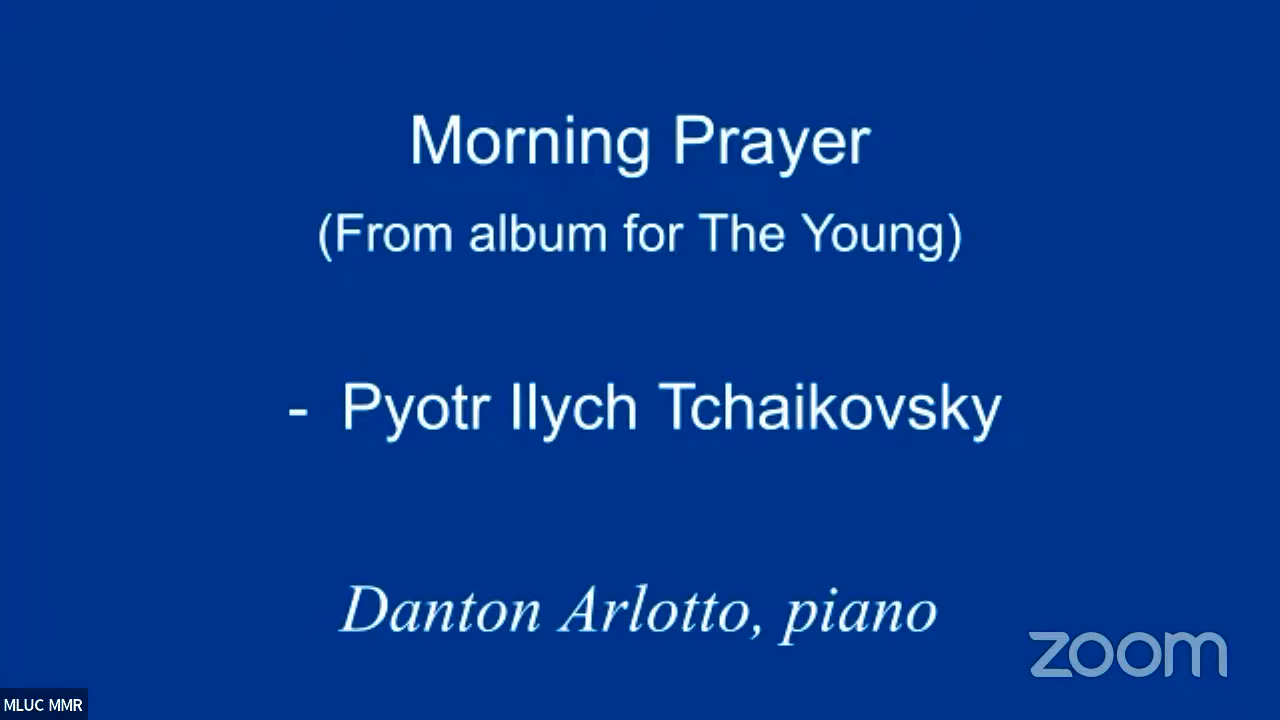 Morning Prayer
(From album for The Young)
- Pyotr Ilych Tchaikovsky
Danton Arlotto, piano
zoom
MLUC MMR